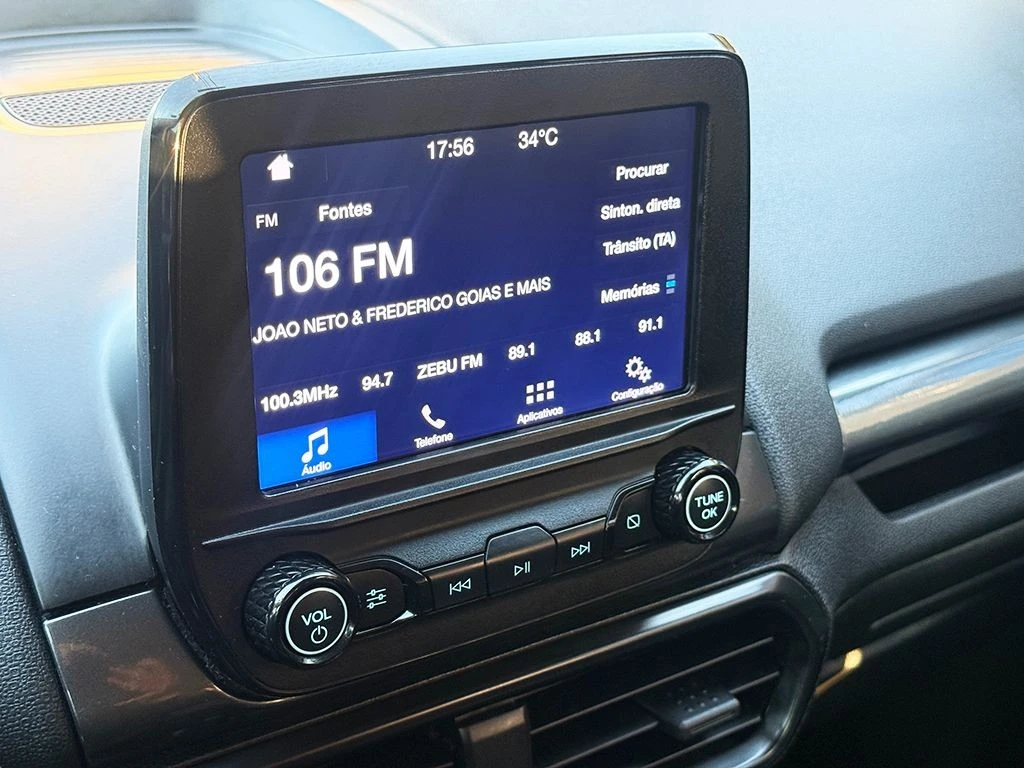 17:56 34°C
FM Fontes
Procurar
Sinton. direta
106 FM
Trânsito (TA)
JOAO NETO & FREDERICO GOIAS E MAIS
Memórias
100.3MHz 94.7 ZEBU FM 89.1 88.1 91.1
Áudio Telefone Aplicativos Configuração
VOL
TUNE
OK